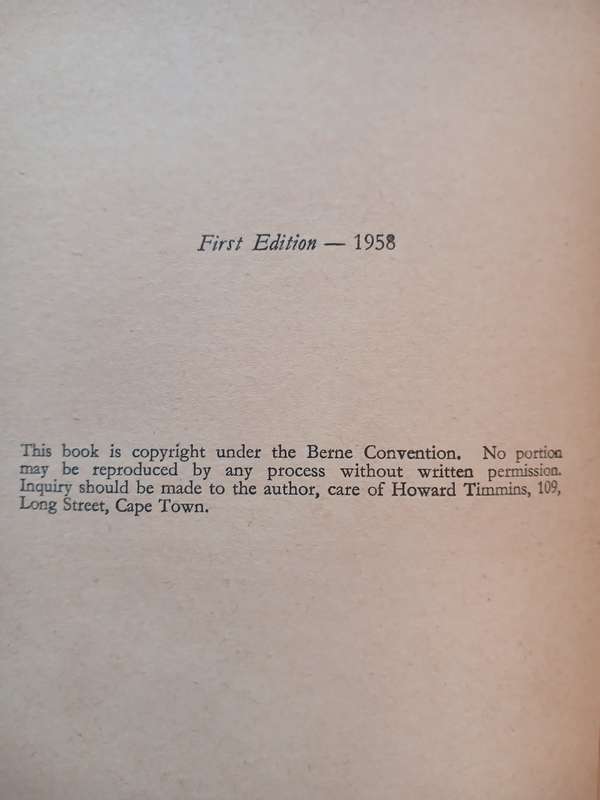 First Edition — 1958
This book is copyright under the Berne Convention. No portion
may be reproduced by any process without written permission.
Inquiry should be made to the author, care of Howard Timmins, 109,
Long Street, Cape Town.